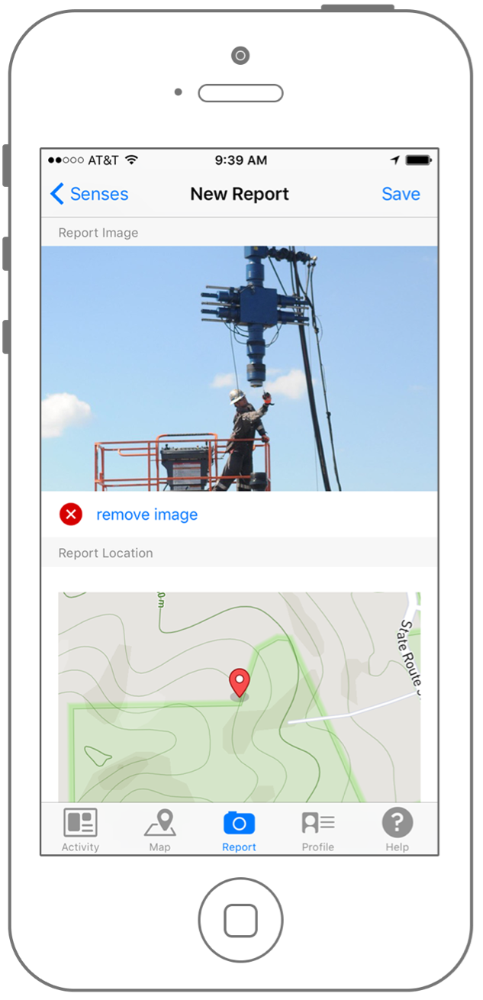 AT&T 9:39 AM
Senses New Report Save
Report Image
remove image
Report Location
State Route
Activity Map Report Profile Help